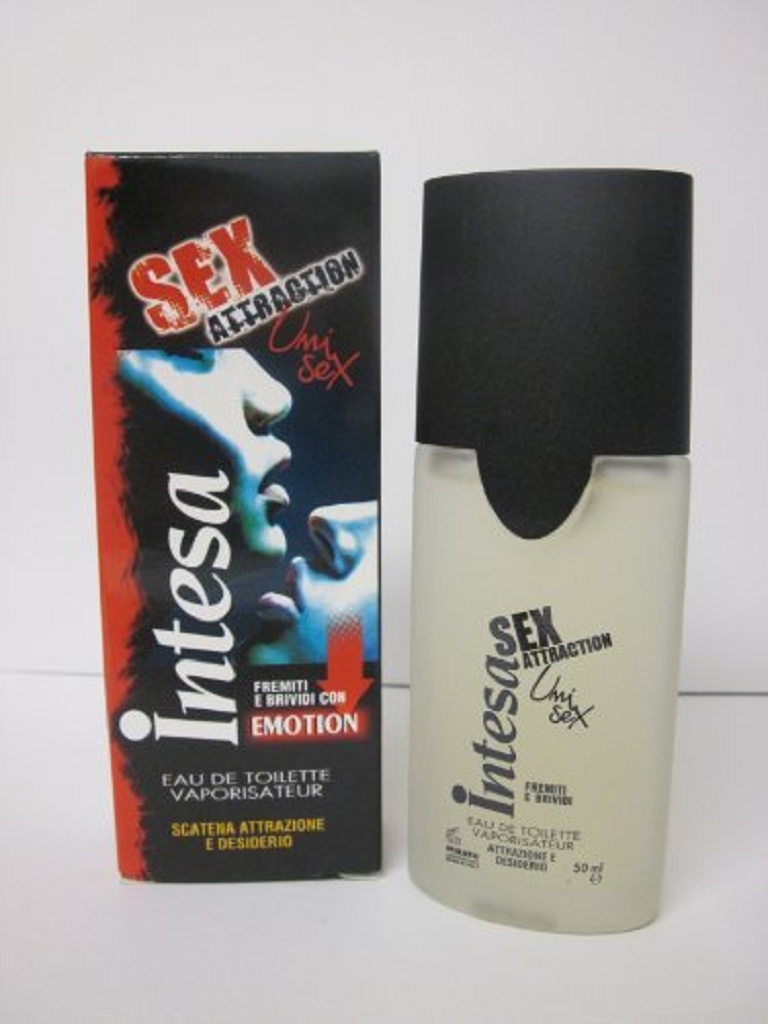 SEX
ATTRACTION
Uni
sex
intesa
FREMITI
E BRIVIDI CON
EMOTION
EAU DE TOILETTE
VAPORISATEUR
SCATENA ATTRAZIONE
E DESIDERIO
SEX
ATTRACTION
Uni
sex
intesa
FREMITI
E BRIVIDI
EAU DE TOILETTE
VAPORISATEUR
ATTRAZIONE E
DESIDERIO
50 ml e